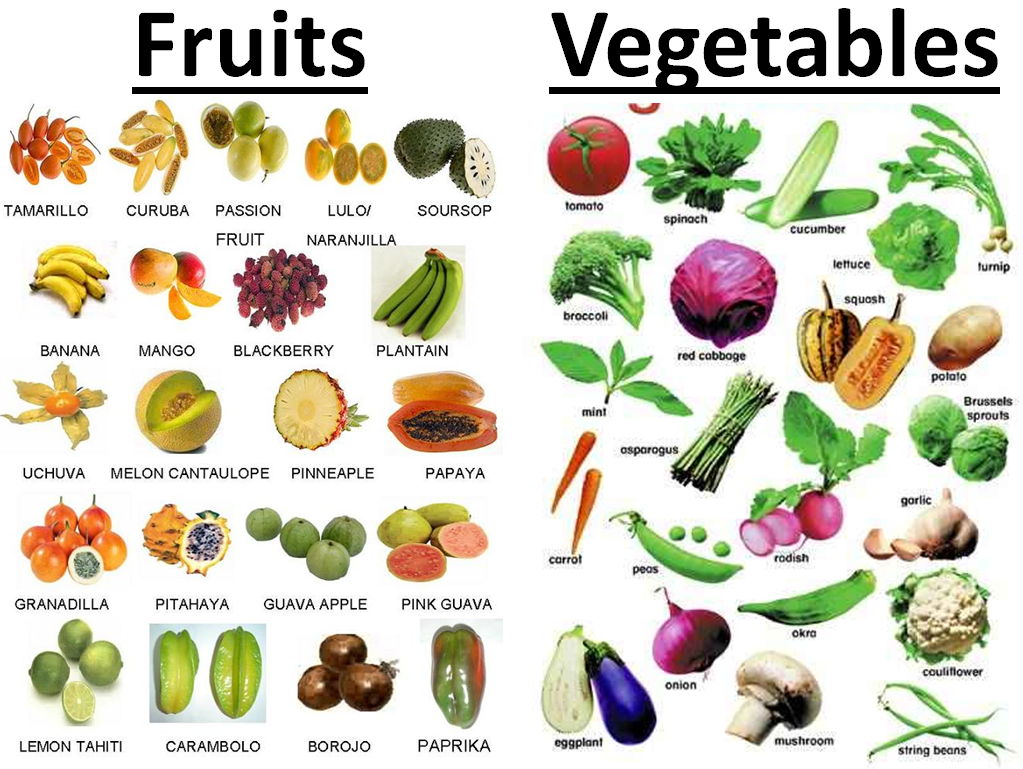 Fruits
TAMARILLO CURUBA PASSION LULO/ SOURSOP
FRUIT NARANJILLA
BANANA MANGO BLACKBERRY PLANTAIN
UCHUVA MELON CANTAULOPE PINNEAPLE PAPAYA
GRANADILLA PITAHAYA GUAVA APPLE PINK GUAVA
LEMON TAHITI CARAMBOLO BOROJO PAPRIKA
Vegetables
tomato
spinach
cucumber
turnip
lettuce
broccoli
red cabbage
squash
potato
mint
asparagus
Brussels
sprouts
carrot
peas
radish
garlic
okra
onion
cauliflower
eggplant
mushroom
string beans